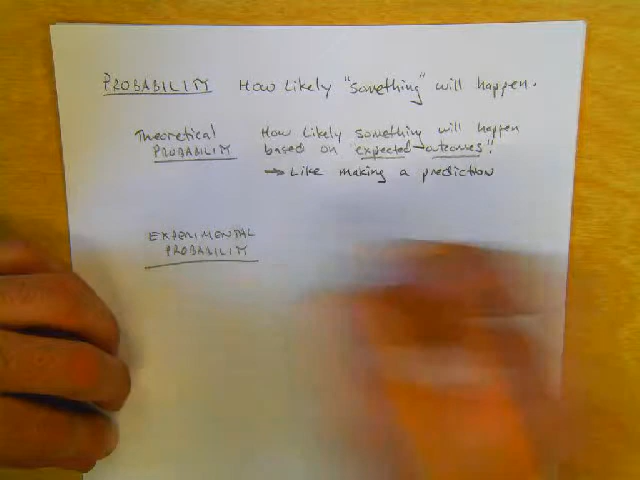 PROBABILITY How Likely "something" will happen.
Theoretical How Likely something will happen
PROBABILITY based on "expected outcomes"!
→ Like making a prediction
EXPERIMENTAL
PROBABILITY